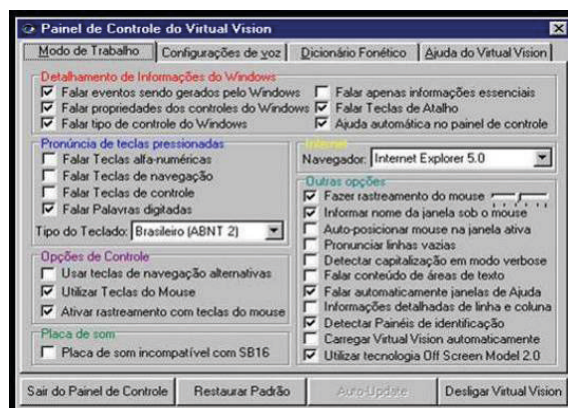 Painel de Controle do Virtual Vision
Modo de Trabalho
Configurações de voz
Dicionário Fonético
Ajuda do Virtual Vision
Detalhamento de Informações do Windows
Falar eventos sendo gerados pelo Windows
Falar propriedades dos controles do Windows
Falar tipo de controle do Windows
Falar apenas informações essenciais
Falar Teclas de Atalho
Ajuda automática no painel de controle
Pronúncia de teclas pressionadas
Falar Teclas alfa-numéricas
Falar Teclas de navegação
Falar Teclas de controle
Falar Palavras digitadas
Tipo do Teclado: Brasileiro (ABNT 2)
Opções de Controle
Usar teclas de navegação alternativas
Utilizar Teclas do Mouse
Ativar rastreamento com teclas do mouse
Placa de som
Placa de som incompatível com SB16
Internet
Navegador: Internet Explorer 5.0
Outras opções
Fazer rastreamento do mouse
Informar nome da janela sob o mouse
Auto-posicionar mouse na janela ativa
Pronunciar linhas vazias
Detectar capitalização em modo verbose
Falar conteúdo de áreas de texto
Falar automaticamente janelas de Ajuda
Informações detalhadas de linha e coluna
Detectar Painéis de identificação
Carregar Virtual Vision automaticamente
Utilizar tecnologia Off Screen Model 2.0
Sair do Painel de Controle
Restaurar Padrão
Auto-Update
Desligar Virtual Vision